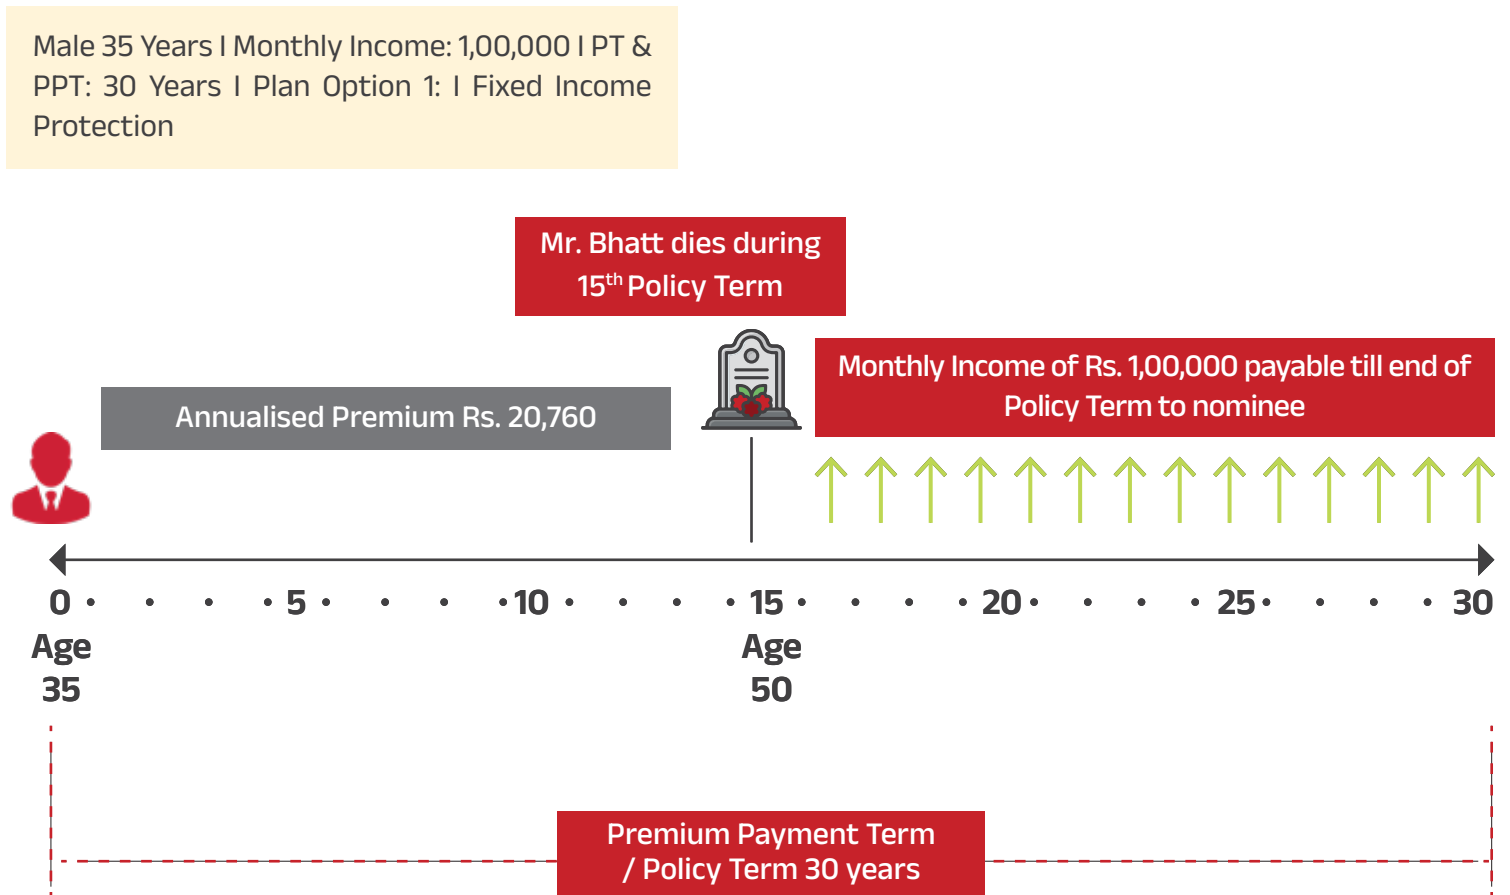 Male 35 Years I Monthly Income: 1,00,000 I PT &
PPT: 30 Years I Plan Option 1: I Fixed Income
Protection
Mr. Bhatt dies during
15th Policy Term
Monthly Income of Rs. 1,00,000 payable till end of
Policy Term to nominee
Annualised Premium Rs. 20,760
0 5 10 15 20 25 30
Age Age
35 50
Premium Payment Term
/ Policy Term 30 years